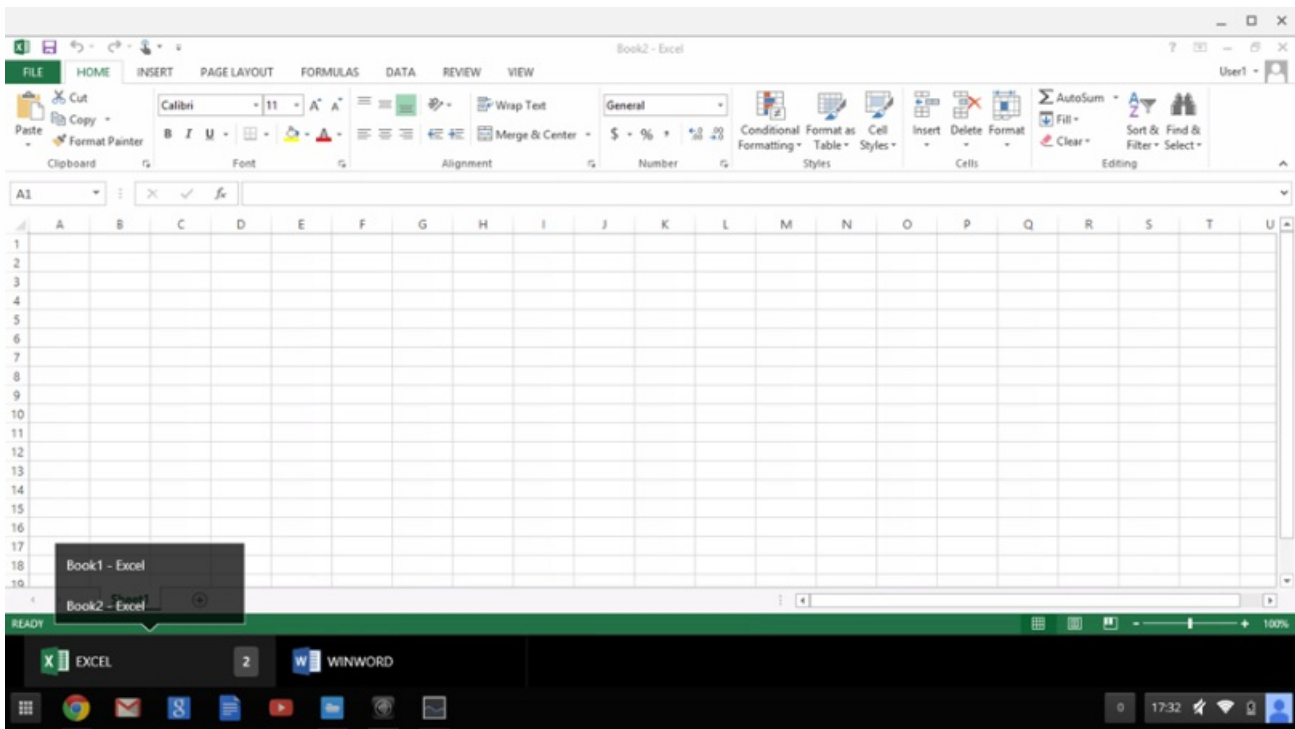 Book2 - Excel
FILE HOME INSERT PAGE LAYOUT FORMULAS DATA REVIEW VIEW User1
Cut
Copy
Format Painter
Paste
Clipboard
Calibri 11
B I U
Font
Wrap Text
Merge & Center
Alignment
General
$ % ,
Number
Conditional Formatting
Format as Table
Cell Styles
Styles
Insert Delete Format
Cells
AutoSum
Fill
Clear
Sort & Filter
Find & Select
Editing
A1 fx
A B C D E F G H I J K L M N O P Q R S T U
1
2
3
4
5
6
7
8
9
10
11
12
13
14
15
16
17
18
19
Book1 - Excel
Book2 - Excel
Sheet1
READY 100%
EXCEL 2 WINWORD
0 17:32